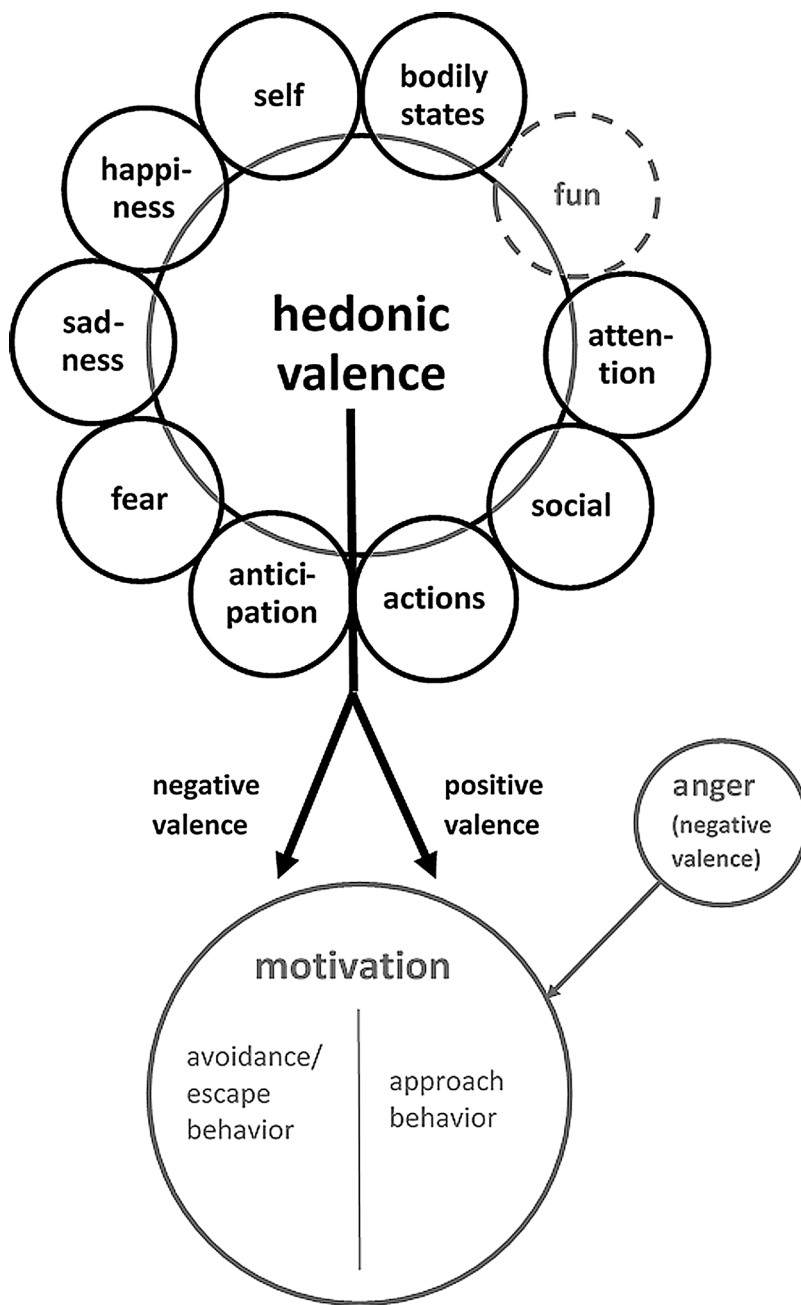 self
bodily
states
happi-
ness
fun
sad-
ness
hedonic
valence
atten-
tion
fear
social
antici-
pation
actions
negative
valence
positive
valence
anger
(negative
valence)
motivation
avoidance/
escape
behavior
approach
behavior